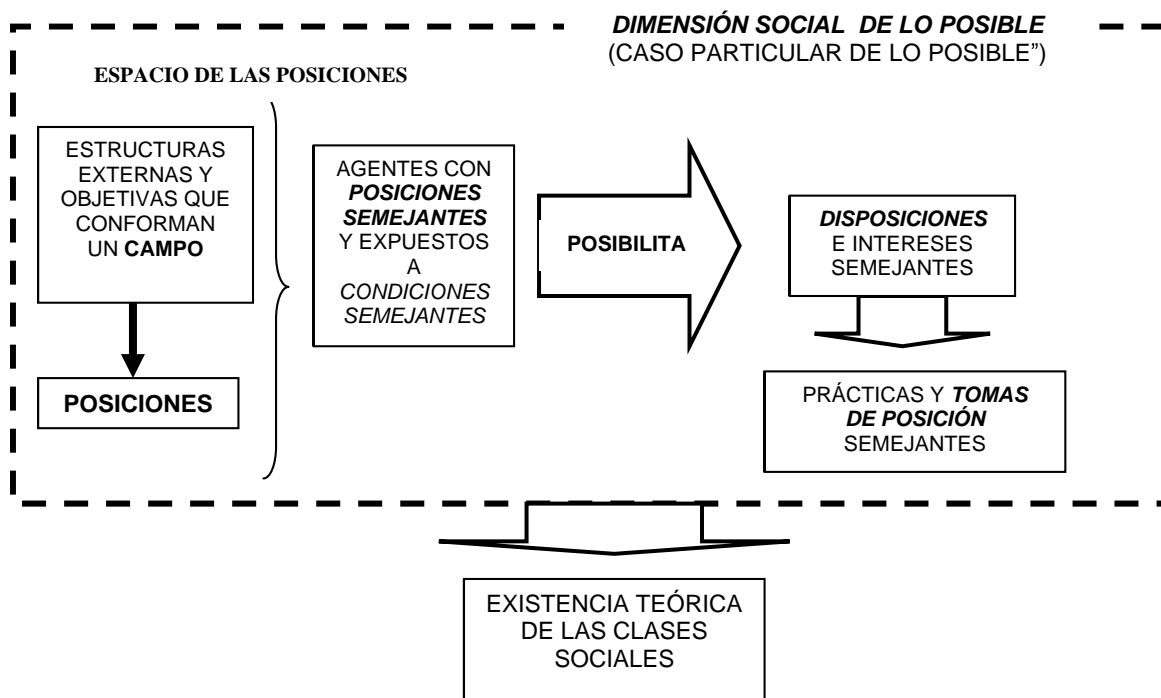 DIMENSIÓN SOCIAL DE LO POSIBLE
(CASO PARTICULAR DE LO POSIBLE”)
ESPACIO DE LAS POSICIONES
ESTRUCTURAS
EXTERNAS Y
OBJETIVAS QUE
CONFORMAN
UN CAMPO
POSICIONES
AGENTES CON
POSICIONES
SEMEJANTES
Y EXPUESTOS
A
CONDICIONES
SEMEJANTES
POSIBILITA
DISPOSICIONES
E INTERESES
SEMEJANTES
PRÁCTICAS Y TOMAS
DE POSICIÓN
SEMEJANTES
EXISTENCIA TEÓRICA
DE LAS CLASES
SOCIALES